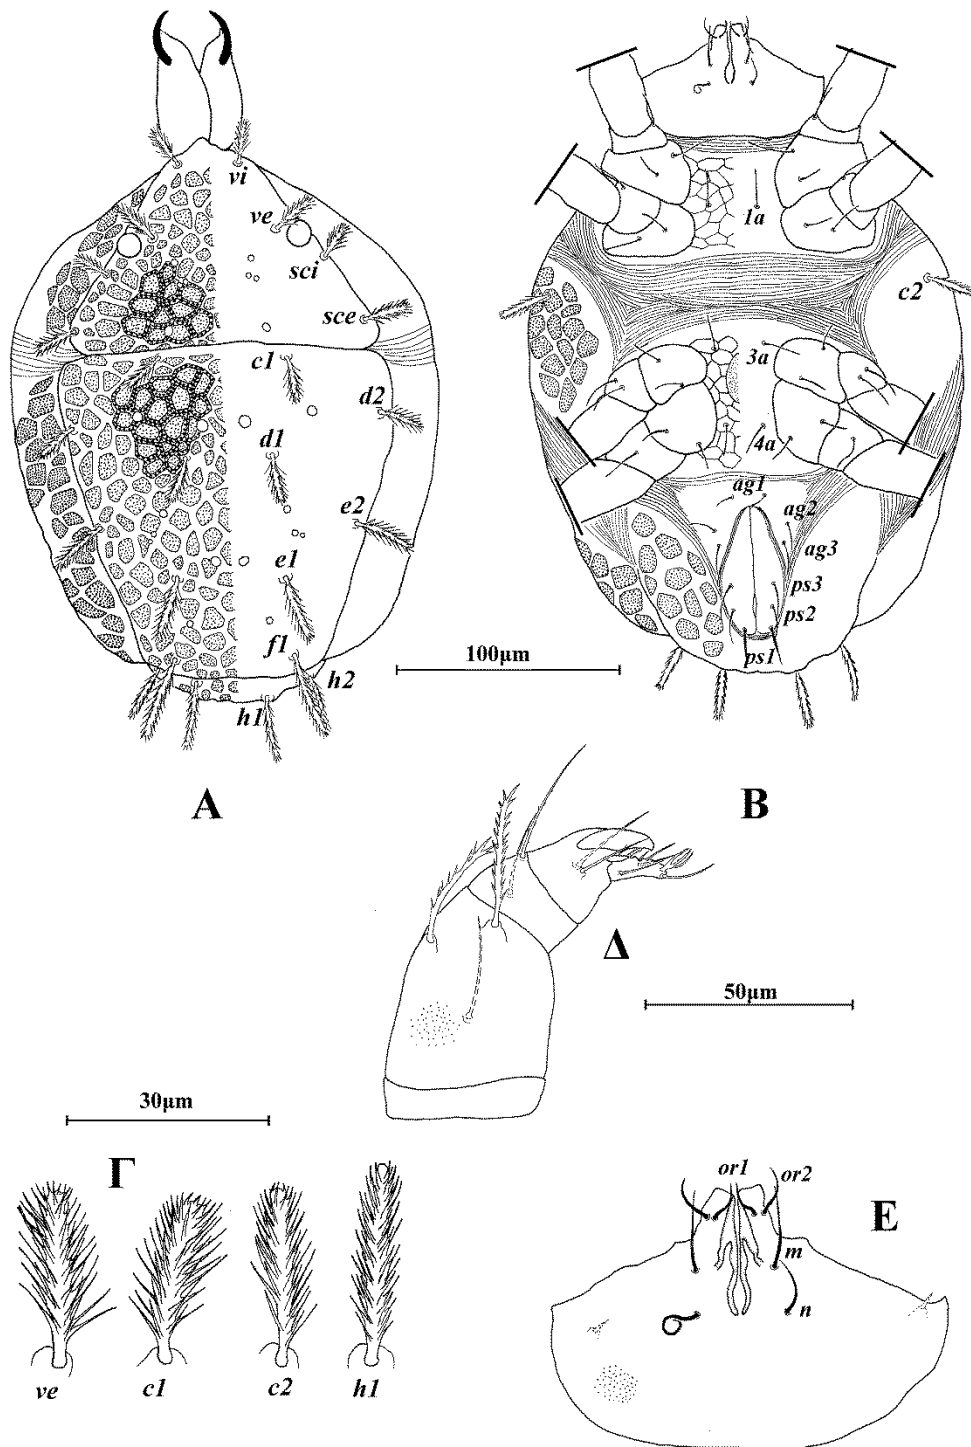 vi
ve
sci
sce
c1
d2
d1
e2
e1
f1
h2
h1
A
1a
c2
3a
4a
ag1
ag2
ag3
ps3
ps2
ps1
B
100μm
Δ
50μm
30μm
Γ
ve
c1
c2
h1
or1
or2
E
m
n